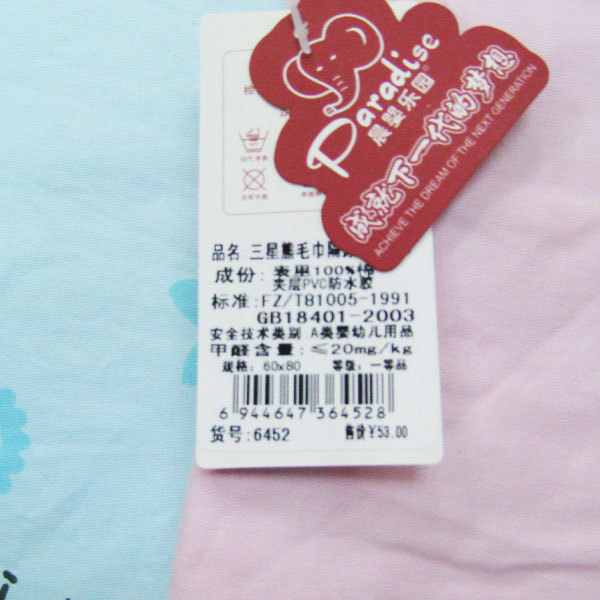 Paradise
晨婴乐园®
成就下一代的梦想
ACHIEVE THE DREAM OF THE NEXT GENERATION
品名:三星熊毛巾隔
成份:表里100%棉
夹层PVC防水胶
标准:FZ/T81005-1991
GB18401-2003
安全技术类别 A类婴幼儿用品
甲醛含量:≤20mg/kg
规格:60x80 等级:一等品
6 944647 364528
货号:6452 售价¥53.00